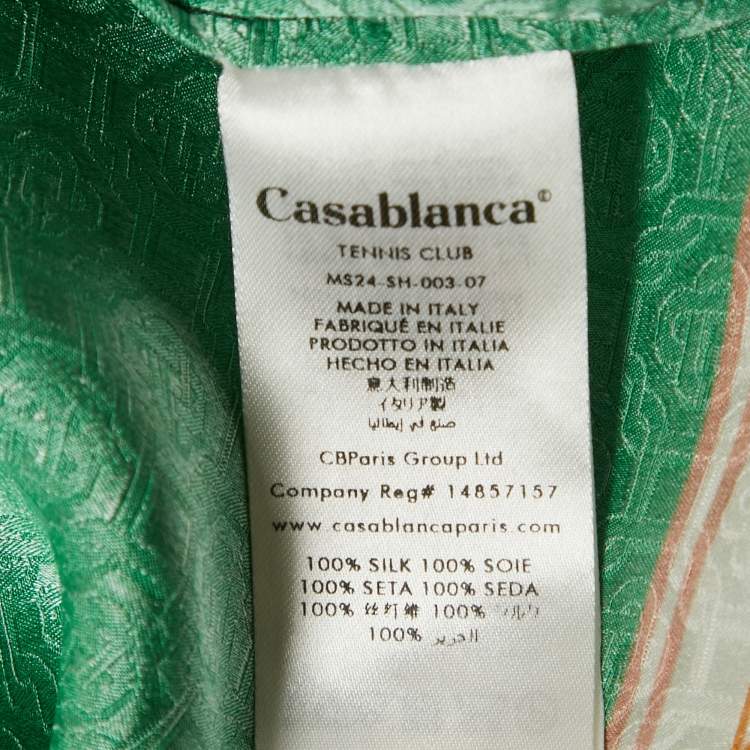 Casablanca®
TENNIS CLUB
MS24-SH-003-07
MADE IN ITALY
FABRIQUÉ EN ITALIE
PRODOTTO IN ITALIA
HECHO EN ITALIA
意大利制造
イタリア製
صنع في إيطاليا
CBParis Group Ltd
Company Reg# 14857157
www.casablancaparis.com
100% SILK 100% SOIE
100% SETA 100% SEDA
100% 丝纤维 100% シルク
100% الحرير